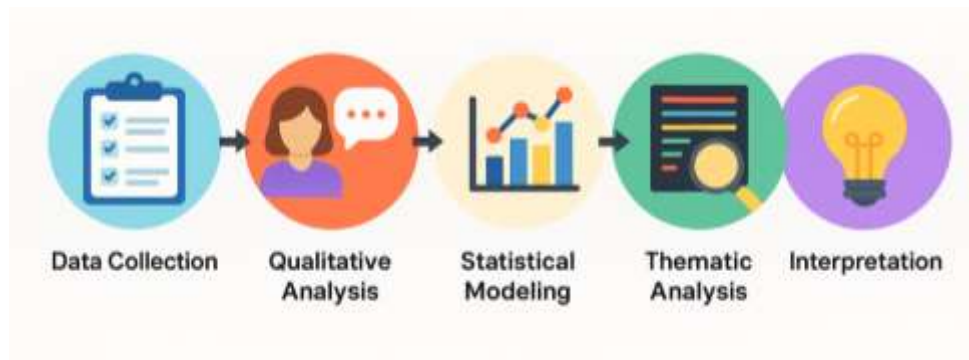 Data Collection
Qualitative
Analysis
Statistical
Modeling
Thematic
Analysis
Interpretation